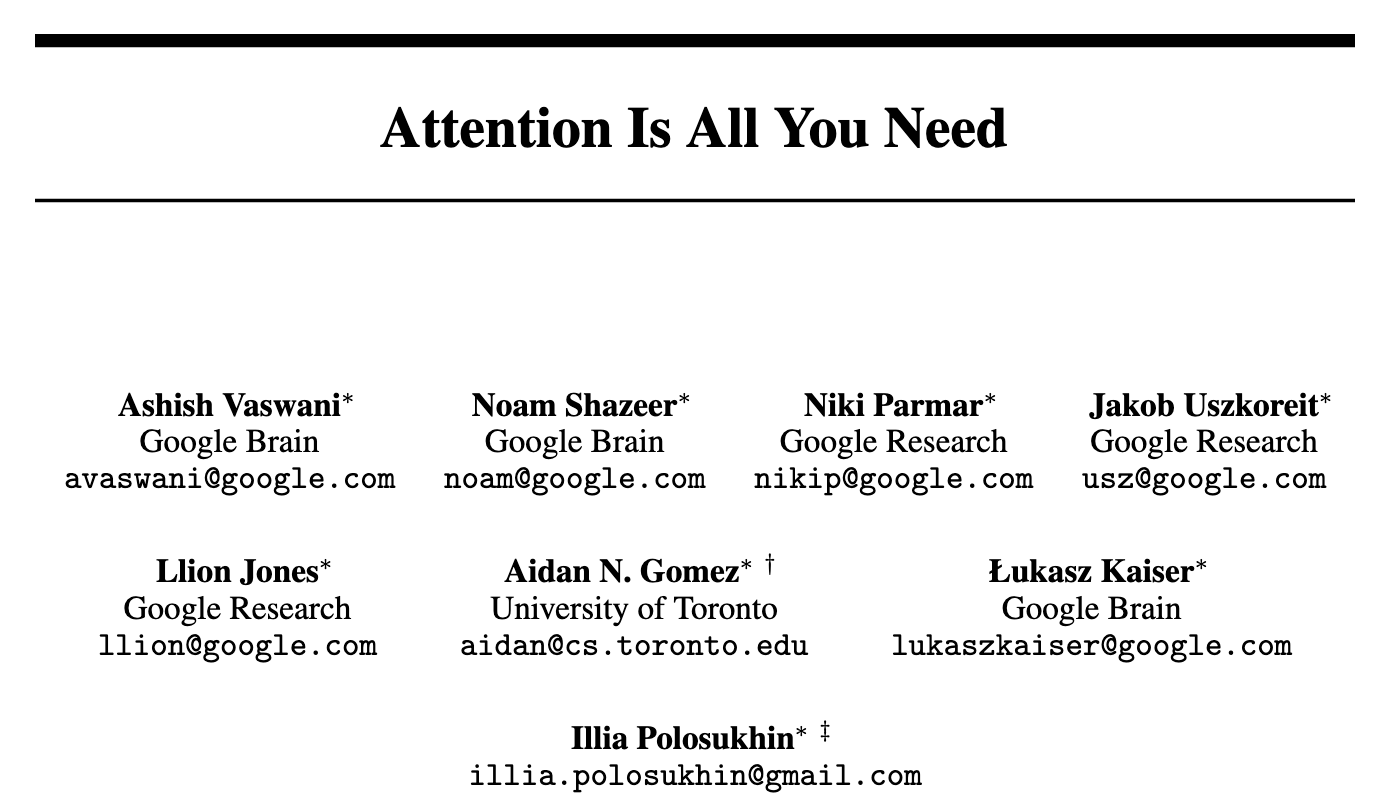 Attention Is All You Need
Ashish Vaswani* Noam Shazeer* Niki Parmar* Jakob Uszkoreit*
Google Brain Google Brain Google Research Google Research
avaswani@google.com noam@google.com nikip@google.com usz@google.com
Llion Jones* Aidan N. Gomez* † Łukasz Kaiser*
Google Research University of Toronto Google Brain
llion@google.com aidan@cs.toronto.edu lukaszkaiser@google.com
Illia Polosukhin* ‡
illia.polosukhin@gmail.com